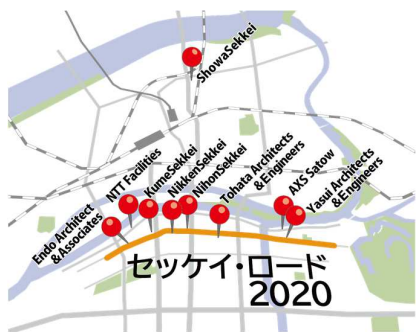 ShowaSekkei
Endo Architect
&Associates
NTT Facilities
KumeSekkei
NikkenSekkei
NihonSekkei
Tohata Architects
& Engineers
AXS Satow
Yasui Architects
&Engineers
セッケイ・ロード
2020